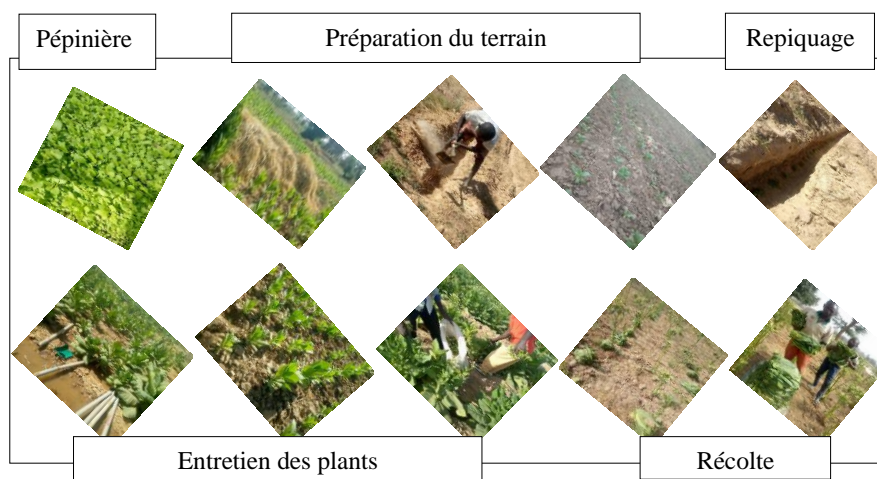 Pépinière
Préparation du terrain
Repiquage
Entretien des plants
Récolte